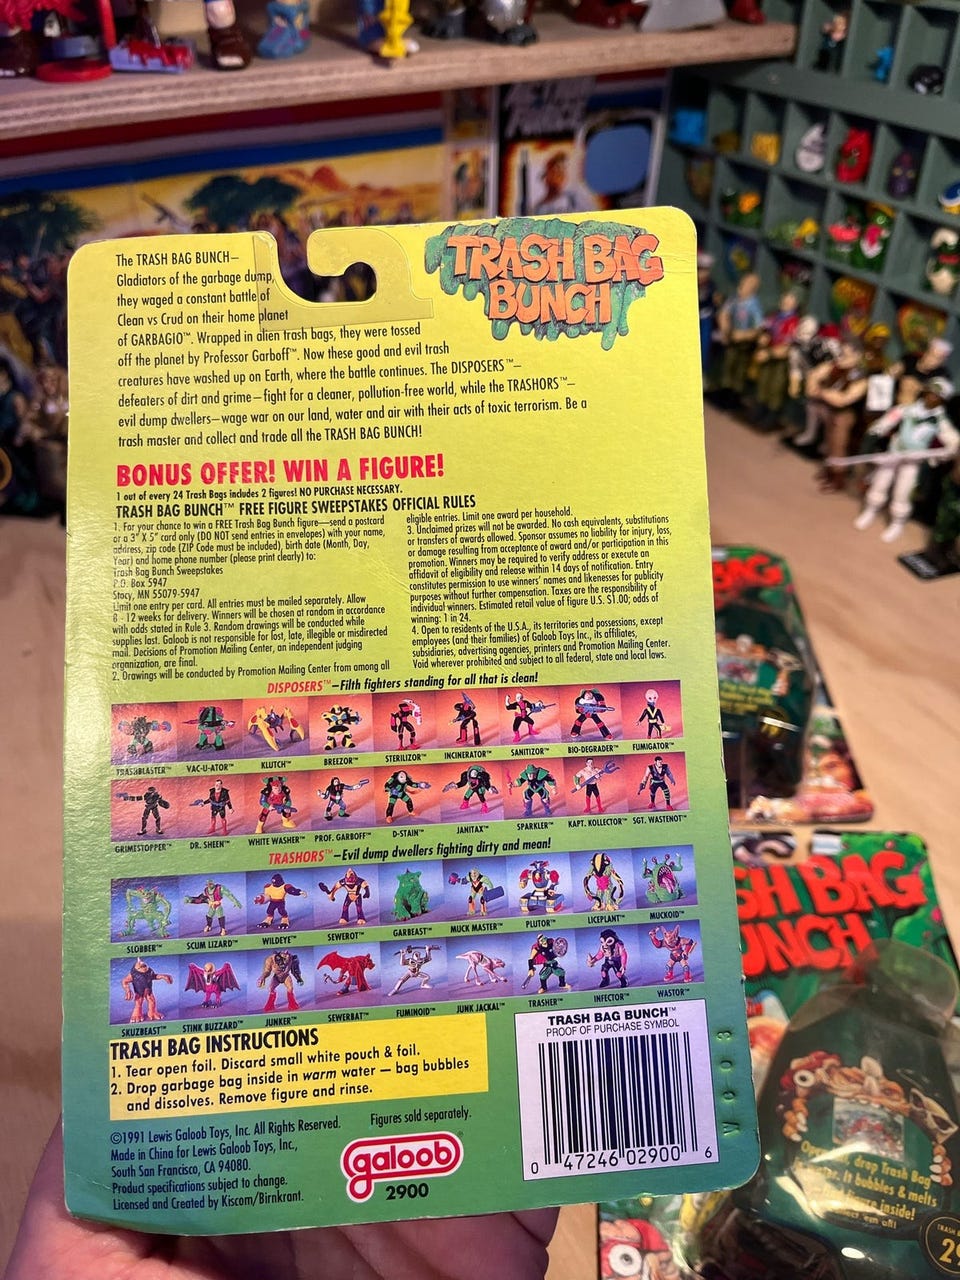 The TRASH BAG BUNCH—
Gladiators of the garbage dump,
they waged a constant battle of
Clean vs Crud on their home planet
of GARBAGIO™. Wrapped in alien trash bags, they were tossed
off the planet by Professor Garboff™. Now these good and evil trash
creatures have washed up on Earth, where the battle continues. The DISPOSERS™—
defeaters of dirt and grime—fight for a cleaner, pollution-free world, while the TRASHORS™—
evil dump dwellers—wage war on our land, water and air with their acts of toxic terrorism. Be a
trash master and collect and trade all the TRASH BAG BUNCH!
TRASH BAG
BUNCH
BONUS OFFER! WIN A FIGURE!
1 out of every 24 Trash Bags includes 2 figures! NO PURCHASE NECESSARY.
TRASH BAG BUNCH™ FREE FIGURE SWEEPSTAKES OFFICIAL RULES
1. For your chance to win a FREE Trash Bag Bunch figure—send a postcard
or a 3" X 5" card only (DO NOT send entries in envelopes) with your name,
address, zip code (ZIP Code must be included), birth date (Month, Day,
Year) and home phone number (please print clearly) to:
Trash Bag Bunch Sweepstakes
P.O. Box 5947
Stacy, MN 55079-5947
Limit one entry per card. All entries must be mailed separately. Allow
8 - 12 weeks for delivery. Winners will be chosen at random in accordance
with odds stated in Rule 3. Random drawings will be conducted while
supplies last. Galoob is not responsible for lost, late, illegible or misdirected
mail. Decisions of Promotion Mailing Center, an independent judging
organization, are final.
2. Drawings will be conducted by Promotion Mailing Center from among all
eligible entries. Limit one award per household.
3. Unclaimed prizes will not be awarded. No cash equivalents, substitutions
or transfers of awards allowed. Sponsor assumes no liability for injury, loss,
or damage resulting from acceptance of award and/or participation in this
promotion. Winners may be required to verify address or execute an
affidavit of eligibility and release within 14 days of notification. Entry
constitutes permission to use winners' names and likenesses for publicity
purposes without further compensation. Taxes are the responsibility of
individual winners. Estimated retail value of figure U.S. $1.00; odds of
winning: 1 in 24.
4. Open to residents of the U.S.A., its territories and possessions, except
employees (and their families) of Galoob Toys Inc., its affiliates,
subsidiaries, advertising agencies, printers and Promotion Mailing Center.
Void wherever prohibited and subject to all federal, state and local laws.
DISPOSERS™—Filth fighters standing for all that is clean!
TRASHBLASTER™ VAC-U-ATOR™ KLUTCH™ BREEZOR™ STERILIZOR™ INCINERATOR™ SANITIZOR™ BIO-DEGRADER™ FUMIGATOR™
GRIMESTOPPER™ DR. SHEEN™ WHITE WASHER™ PROF. GARBOFF™ D-STAIN™ JANITAX™ SPARKLER™ KAPT. KOLLECTOR™ SGT. WASTENOT™
TRASHORS™—Evil dump dwellers fighting dirty and mean!
SLOBBER™ SCUM LIZARD™ WILDEYE™ SEWEROT™ GARBEAST™ MUCK MASTER™ PLUTOR™ LICEPLANT™ MUCKOID™
SKUZBEAST™ STINK BUZZARD™ JUNKER™ SEWERBAT™ FUMINOID™ JUNK JACKAL™ TRASHER™ INFECTOR™ WASTOR™
TRASH BAG INSTRUCTIONS
1. Tear open foil. Discard small white pouch & foil.
2. Drop garbage bag inside in warm water — bag bubbles
and dissolves. Remove figure and rinse.
TRASH BAG BUNCH™
PROOF OF PURCHASE SYMBOL
0 47246 02900 6
©1991 Lewis Galoob Toys, Inc. All Rights Reserved.
Made in China for Lewis Galoob Toys, Inc.,
South San Francisco, CA 94080.
Product specifications subject to change.
Licensed and Created by Kiscom/Birnkrant.
Figures sold separately.
galoob®
2900
SH BAG
UNCH
drop Trash Bag
It bubbles & melts
figure inside!